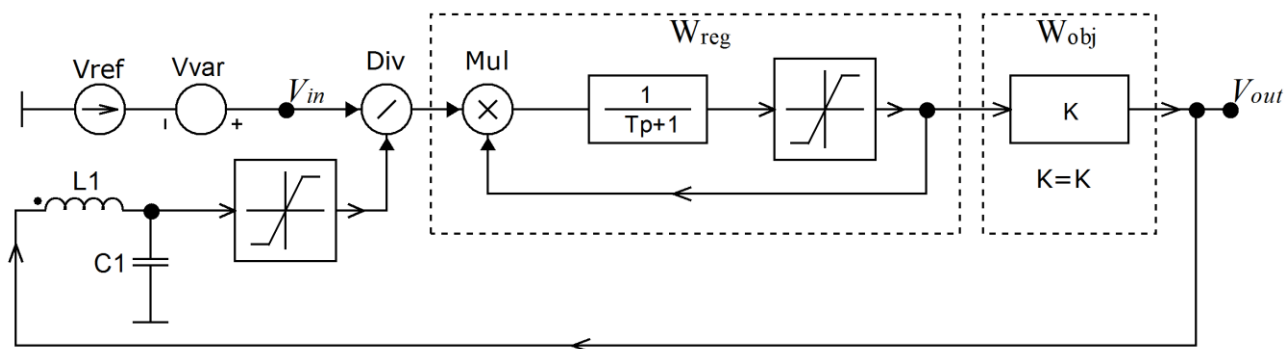 W_reg
W_obj
Vref
Vvar
V_in
Div
Mul
/
×
1
Tp+1
K
V_out
- +
K=K
L1
C1